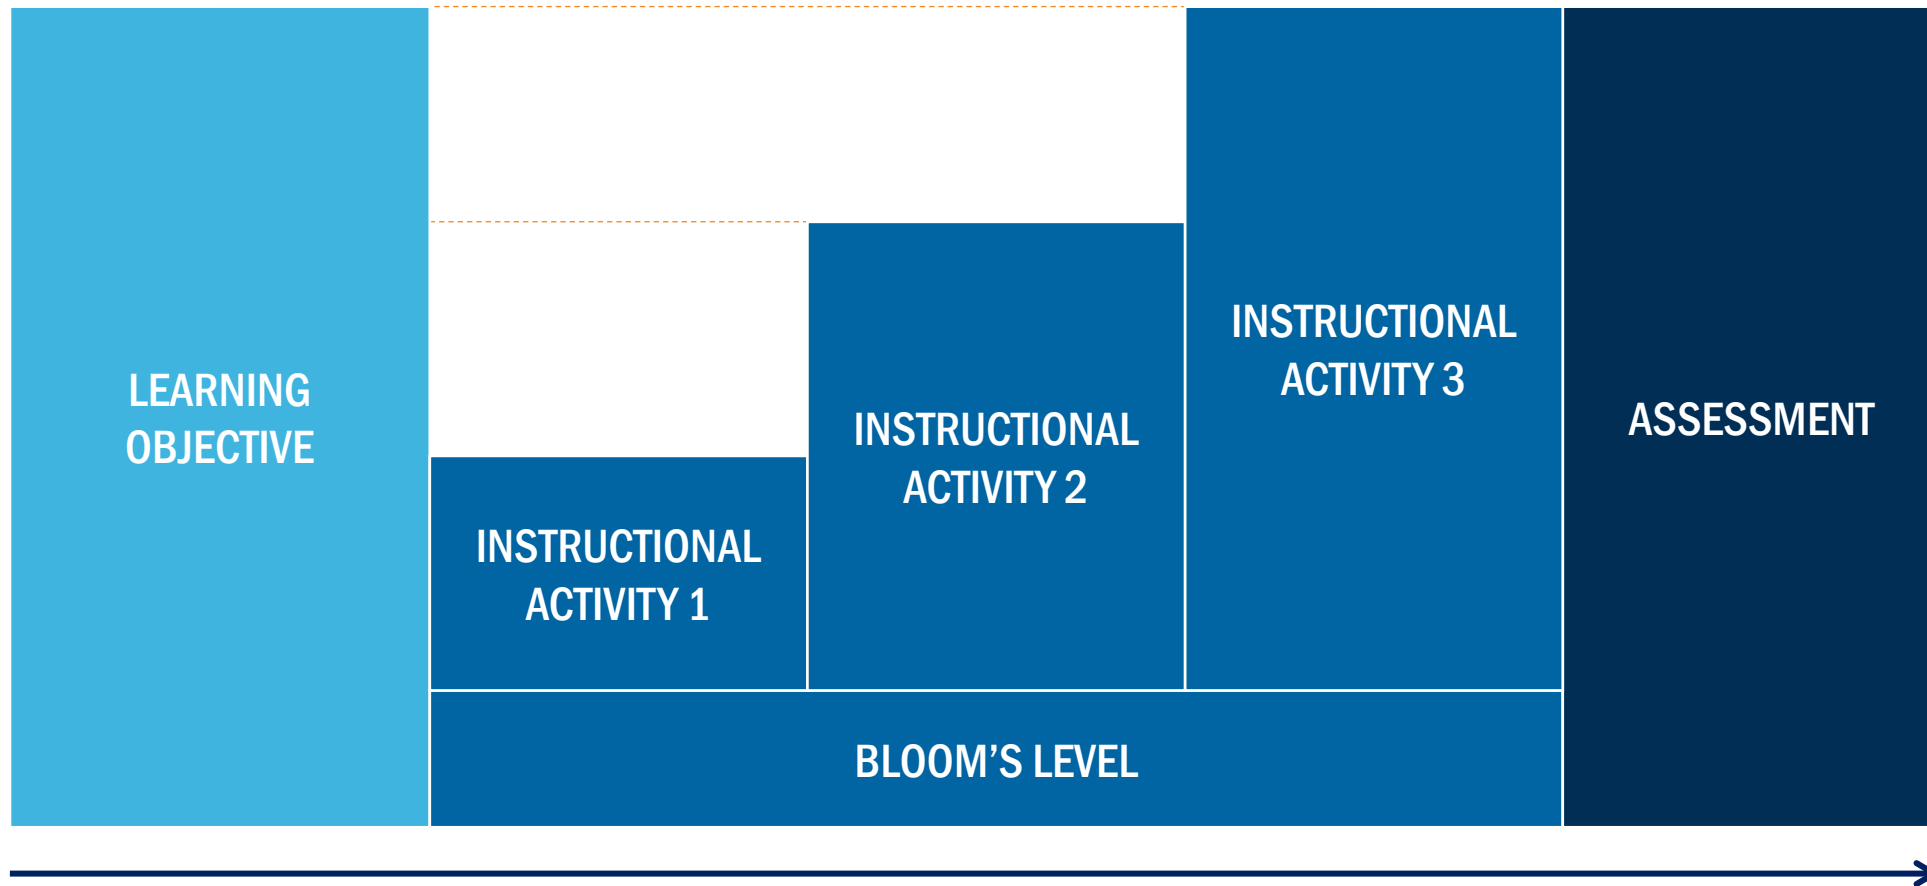 LEARNING
OBJECTIVE
INSTRUCTIONAL
ACTIVITY 1
INSTRUCTIONAL
ACTIVITY 2
INSTRUCTIONAL
ACTIVITY 3
BLOOM’S LEVEL
ASSESSMENT